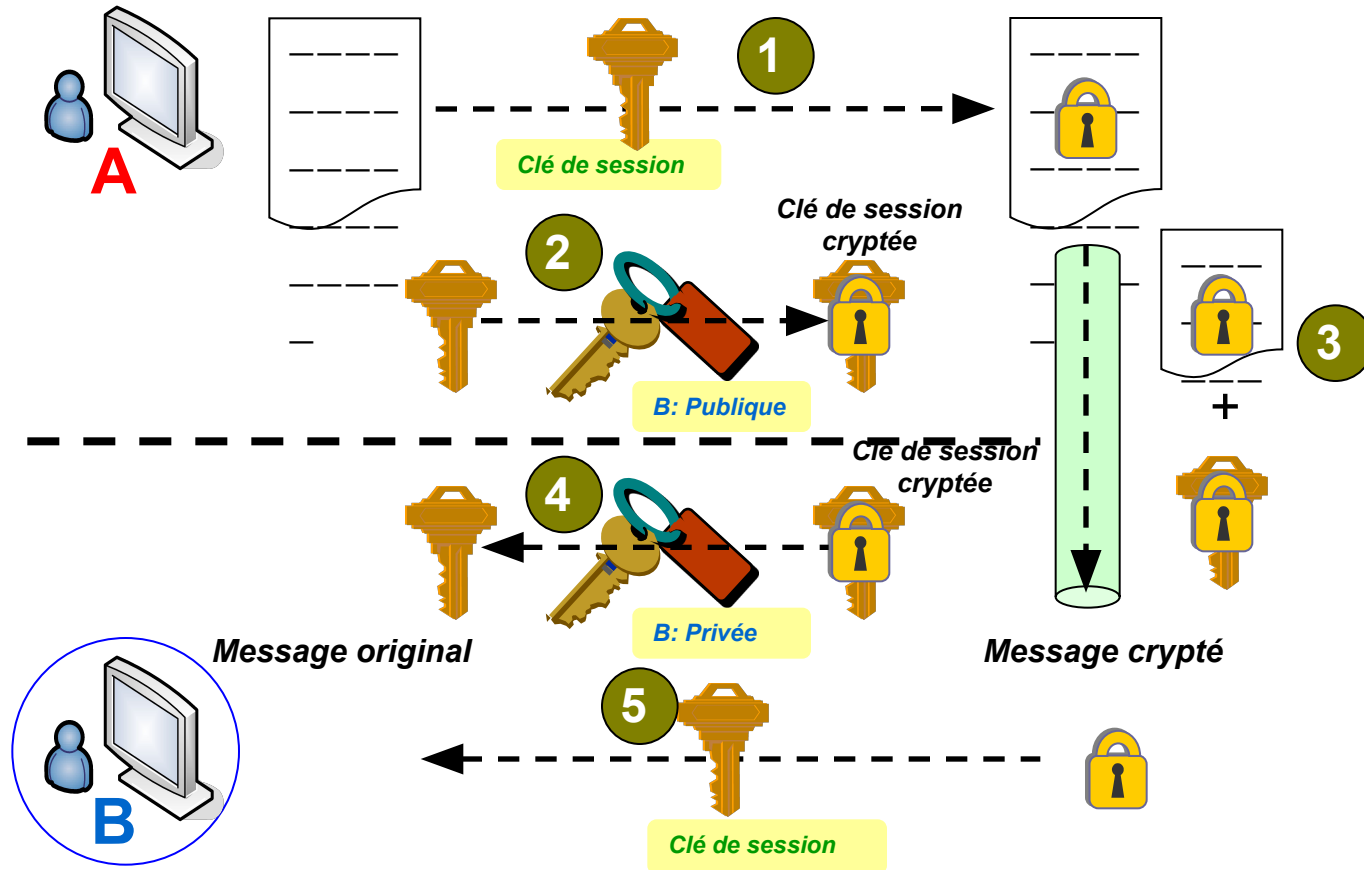 1
A
Clé de session
Clé de session
cryptée
2
3
B: Publique
+
Cle de session
cryptée
4
B: Privée
Message original
Message crypté
5
B
Clé de session